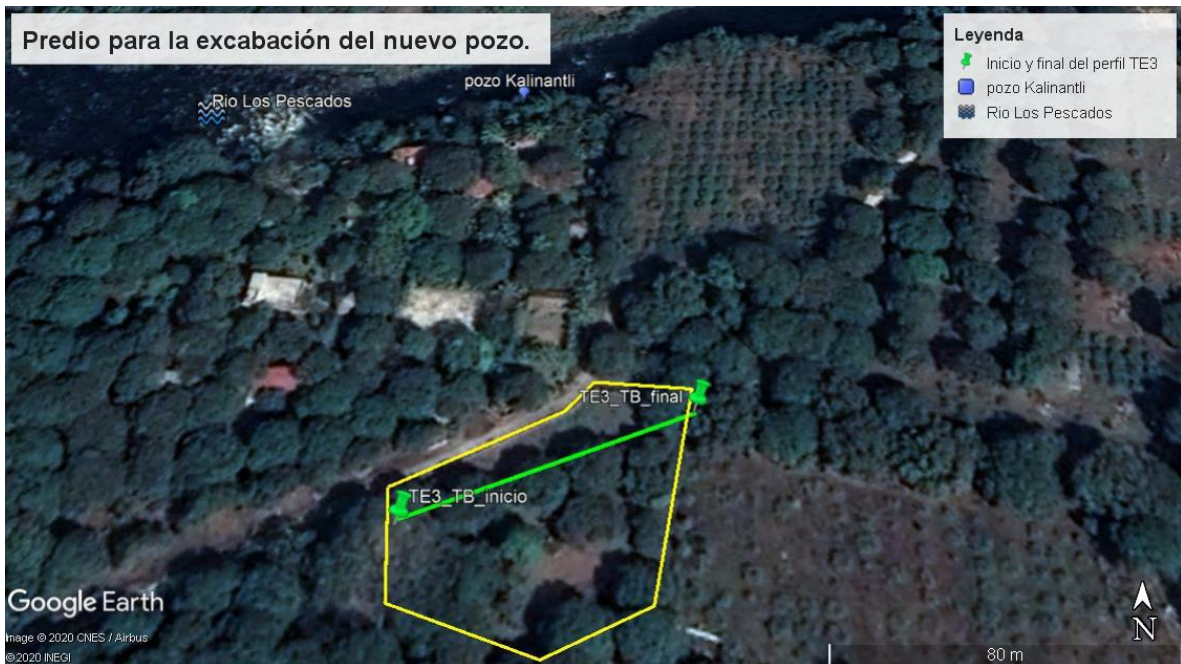 Predio para la excabación del nuevo pozo.
Leyenda
Inicio y final del perfil TE3
pozo Kalinantli
Rio Los Pescados
pozo Kalinantli
Rio Los Pescados
TE3_TB_final
TE3_TB_inicio
Google Earth
Image © 2020 CNES / Airbus
© 2020 INEGI
N
80 m